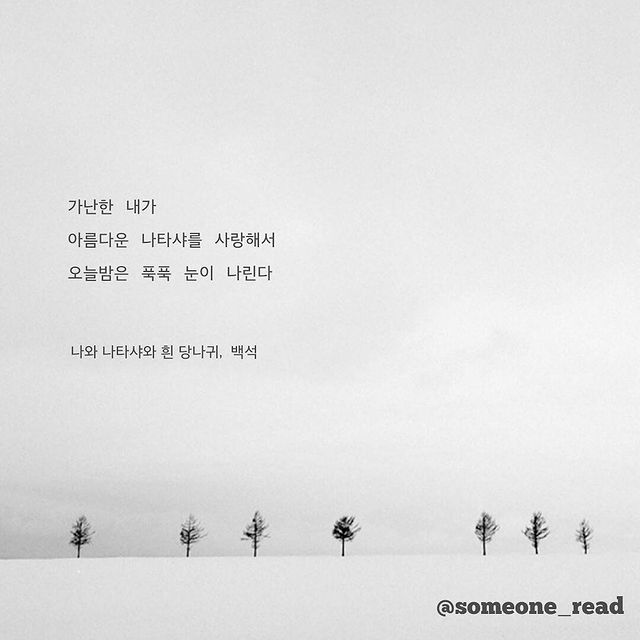 가난한 내가
아름다운 나타샤를 사랑해서
오늘밤은 푹푹 눈이 나린다
나와 나타샤와 흰 당나귀, 백석
@someone_read